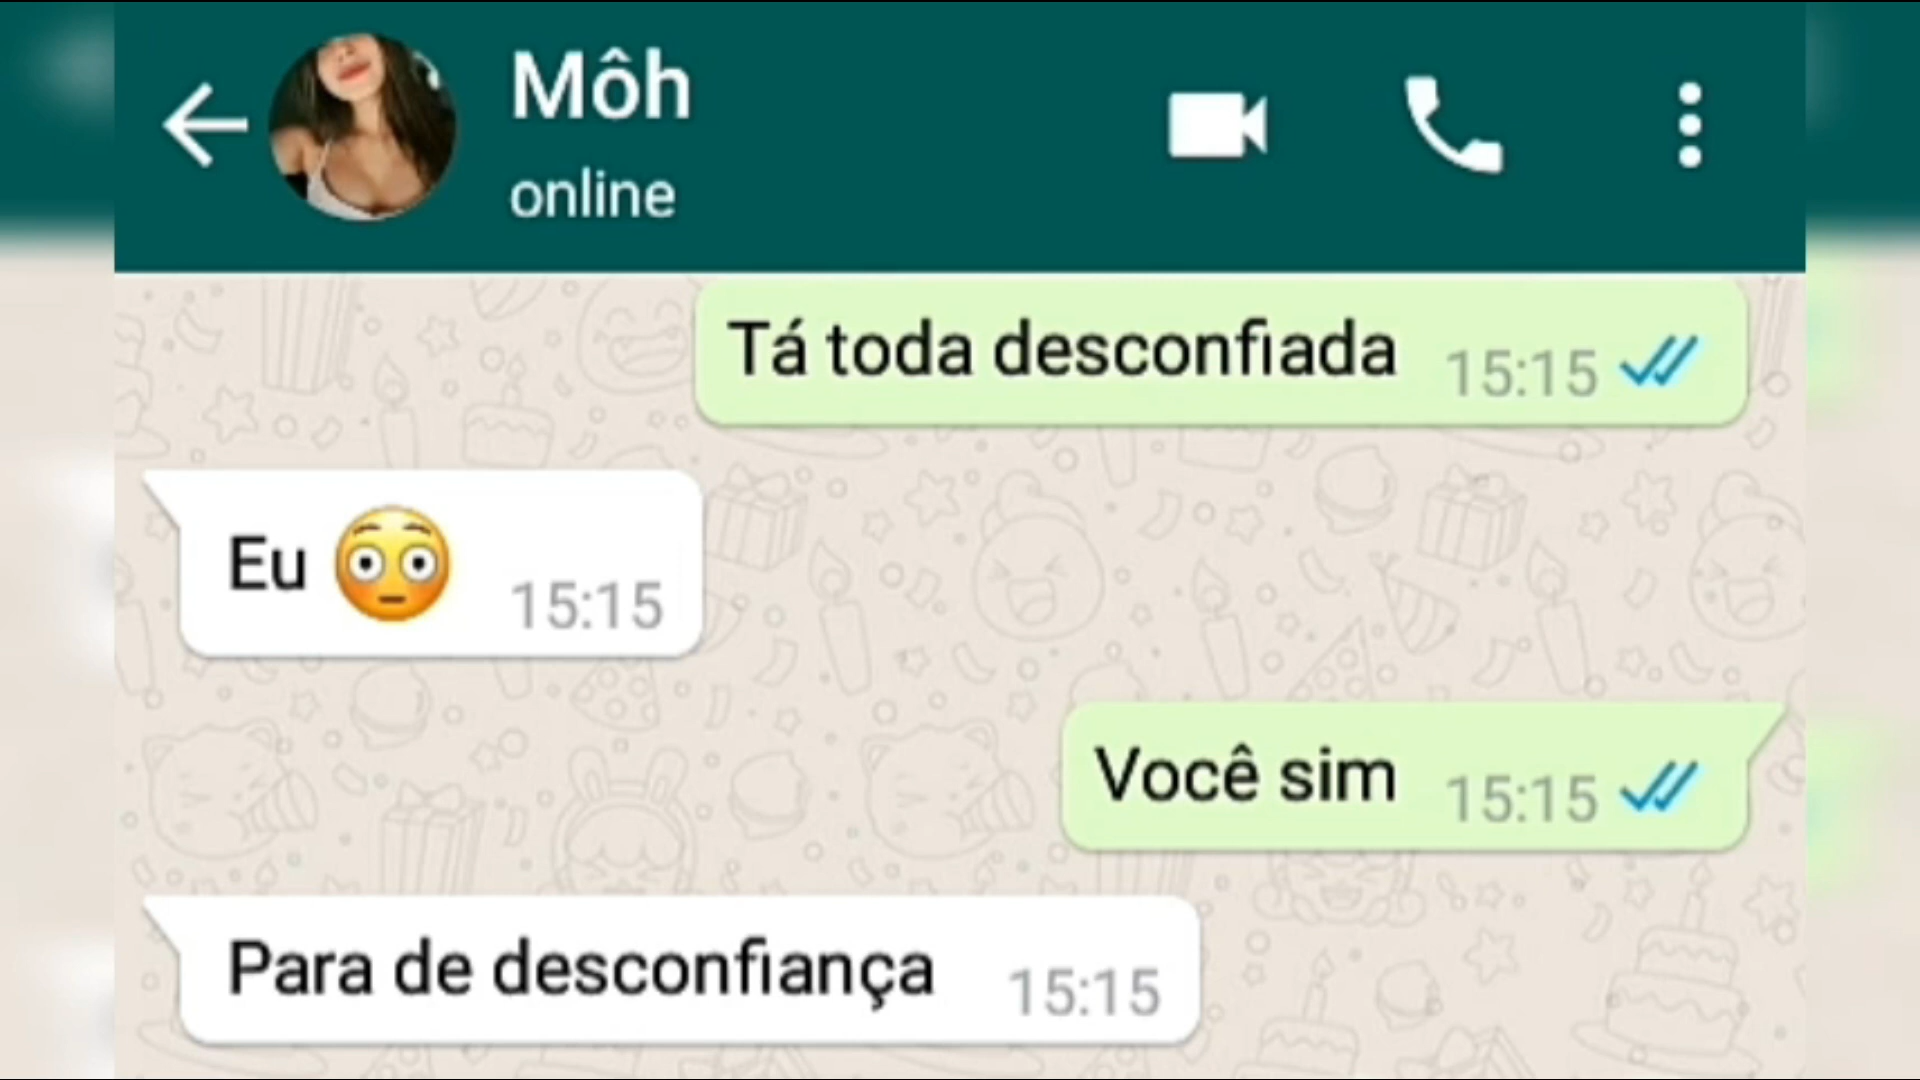 Môh
online
Tá toda desconfiada 15:15
Eu 😳 15:15
Você sim 15:15
Para de desconfiança 15:15